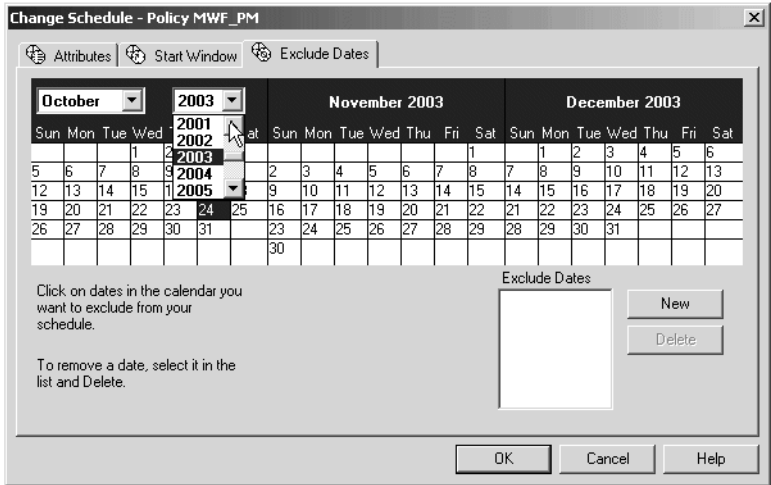 Change Schedule - Policy MWF_PM
Attributes Start Window Exclude Dates
October 2003 November 2003 December 2003
2001
2002
2003
2004
2005
Sun Mon Tue Wed Sun Mon Tue Wed Thu Fri Sat Sun Mon Tue Wed Thu Fri Sat
1 2 1 1 2 3 4 5 6
5 6 7 8 9 2 3 4 5 6 7 8 7 8 9 10 11 12 13
12 13 14 15 9 10 11 12 13 14 15 14 15 16 17 18 19 20
19 20 21 22 23 24 25 16 17 18 19 20 21 22 21 22 23 24 25 26 27
26 27 28 29 30 31 23 24 25 26 27 28 29 28 29 30 31
30
Click on dates in the calendar you
want to exclude from your
schedule.
To remove a date, select it in the
list and Delete.
Exclude Dates
New
Delete
OK Cancel Help